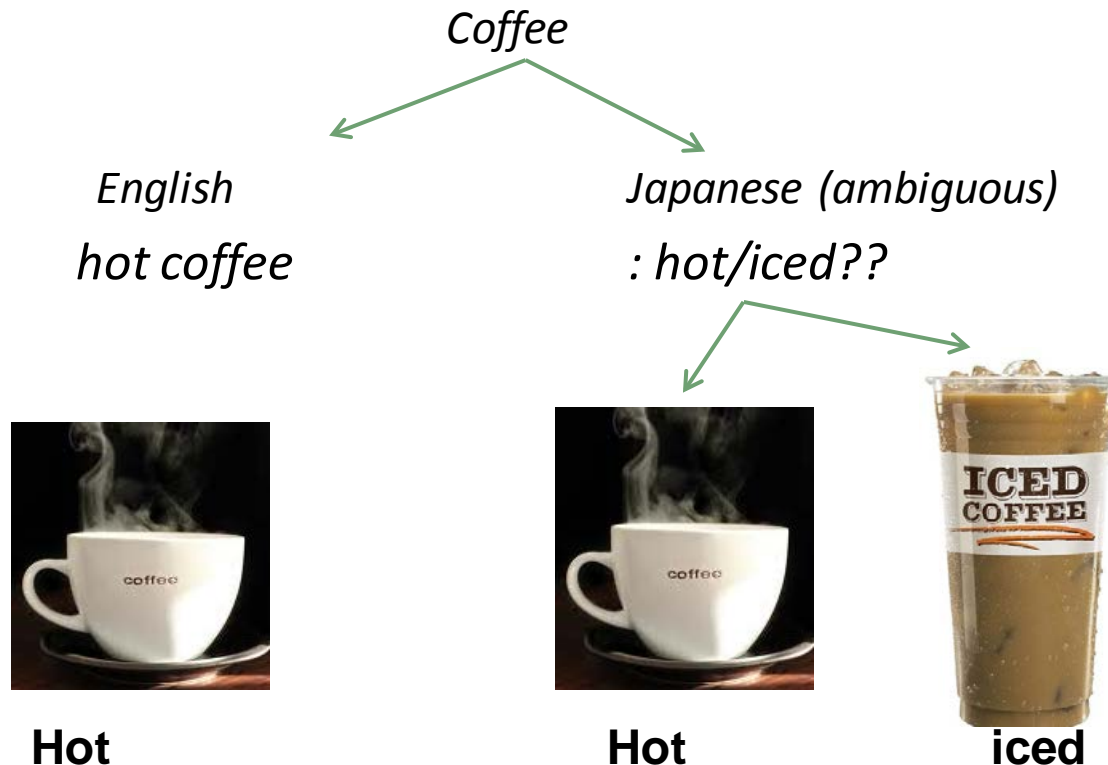 Coffee
English
Japanese (ambiguous)
hot coffee
: hot/iced??
coffee
coffee
ICED
COFFEE
Hot
Hot
iced